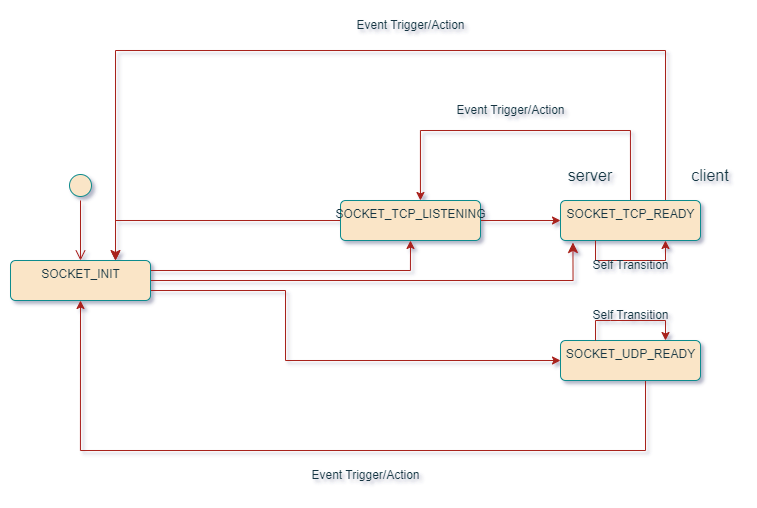 Event Trigger/Action
Event Trigger/Action
server
client
SOCKET_TCP_LISTENING
SOCKET_TCP_READY
Self Transition
SOCKET_INIT
Self Transition
SOCKET_UDP_READY
Event Trigger/Action